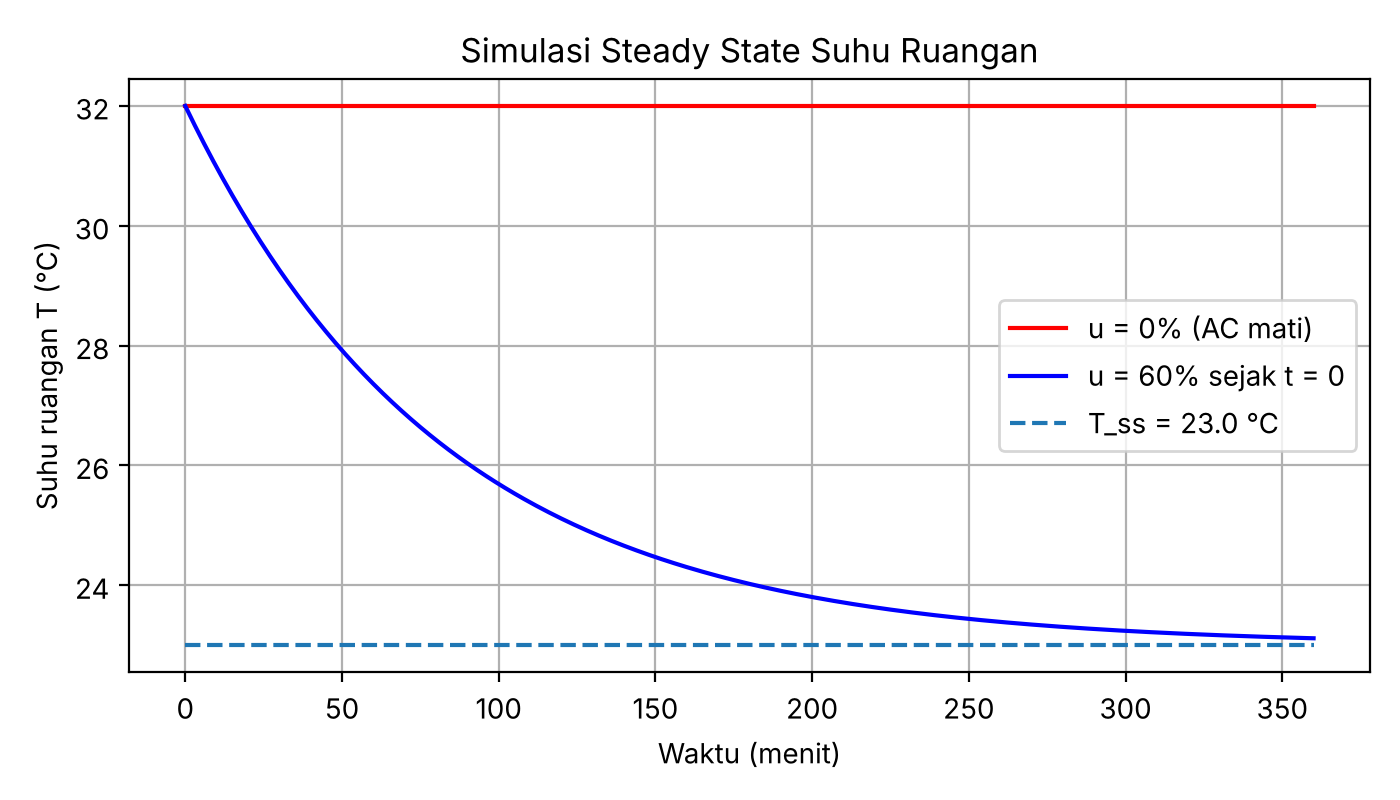 Simulasi Steady State Suhu Ruangan
Suhu ruangan T (°C)
32
30
28
26
24
u = 0% (AC mati)
u = 60% sejak t = 0
T_ss = 23.0 °C
0 50 100 150 200 250 300 350
Waktu (menit)